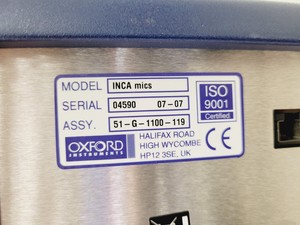 MODEL INCA mics
SERIAL 04590 07-07
ASSY. 51-G-1100-119
ISO
9001
Certified
OXFORD
INSTRUMENTS
HALIFAX ROAD
HIGH WYCOMBE
HP12 3SE, UK
CE